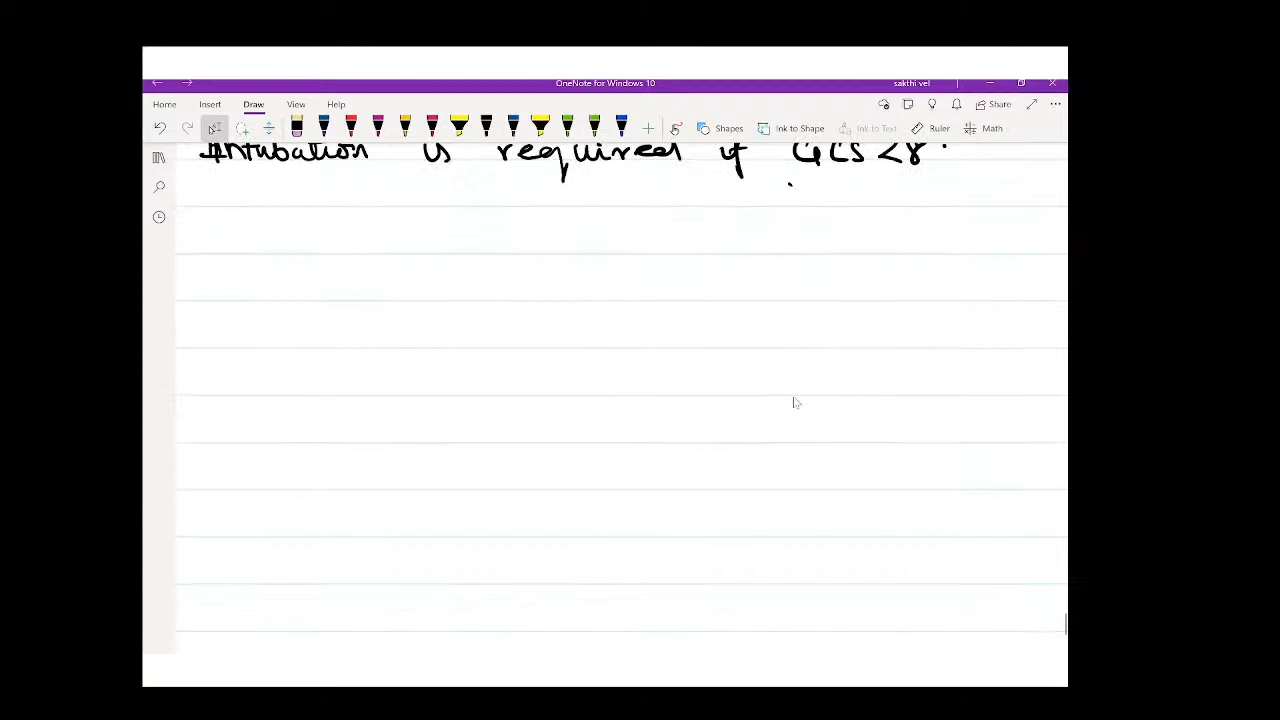 OneNote for Windows 10
sakthi vel
Home Insert Draw View Help
Share
Shapes Ink to Shape Ink to Text Ruler Math
Intubation is required if GCS <8.